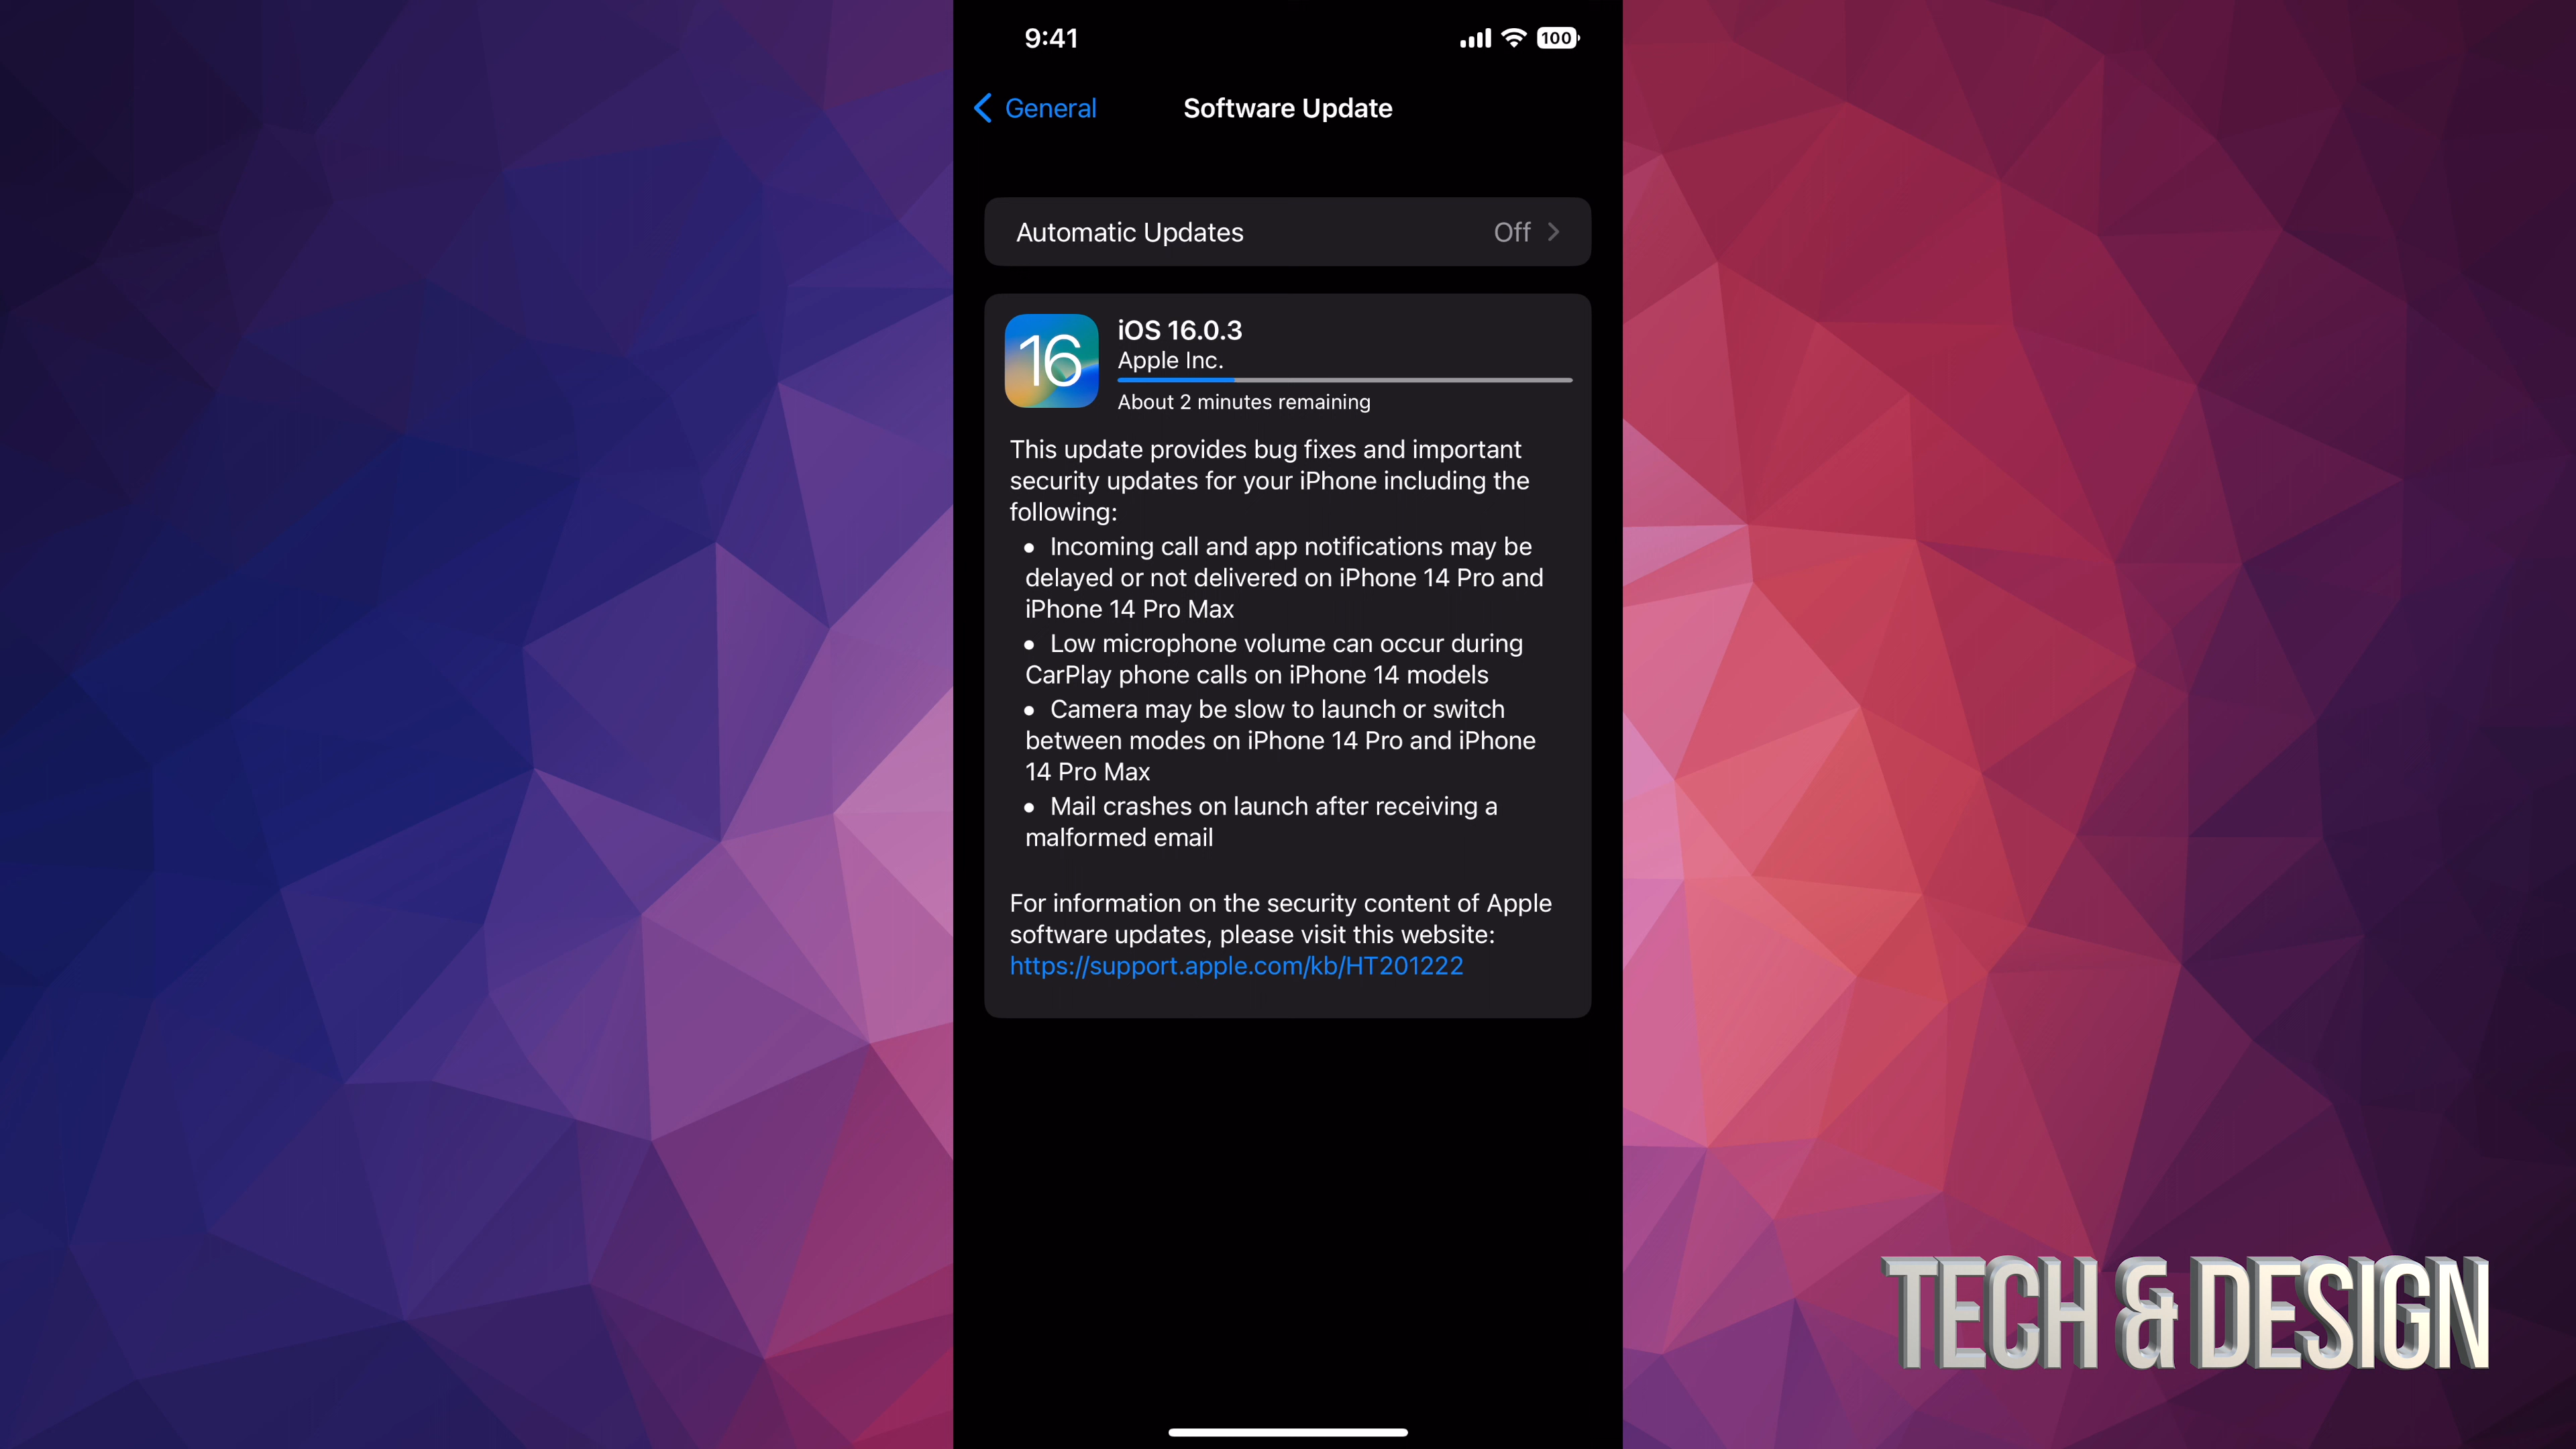 9:41
100
General
Software Update
Automatic Updates
Off
16
iOS 16.0.3
Apple Inc.
About 2 minutes remaining
This update provides bug fixes and important
security updates for your iPhone including the
following:
• Incoming call and app notifications may be
delayed or not delivered on iPhone 14 Pro and
iPhone 14 Pro Max
• Low microphone volume can occur during
CarPlay phone calls on iPhone 14 models
• Camera may be slow to launch or switch
between modes on iPhone 14 Pro and iPhone
14 Pro Max
• Mail crashes on launch after receiving a
malformed email
For information on the security content of Apple
software updates, please visit this website:
https://support.apple.com/kb/HT201222
TECH & DESIGN